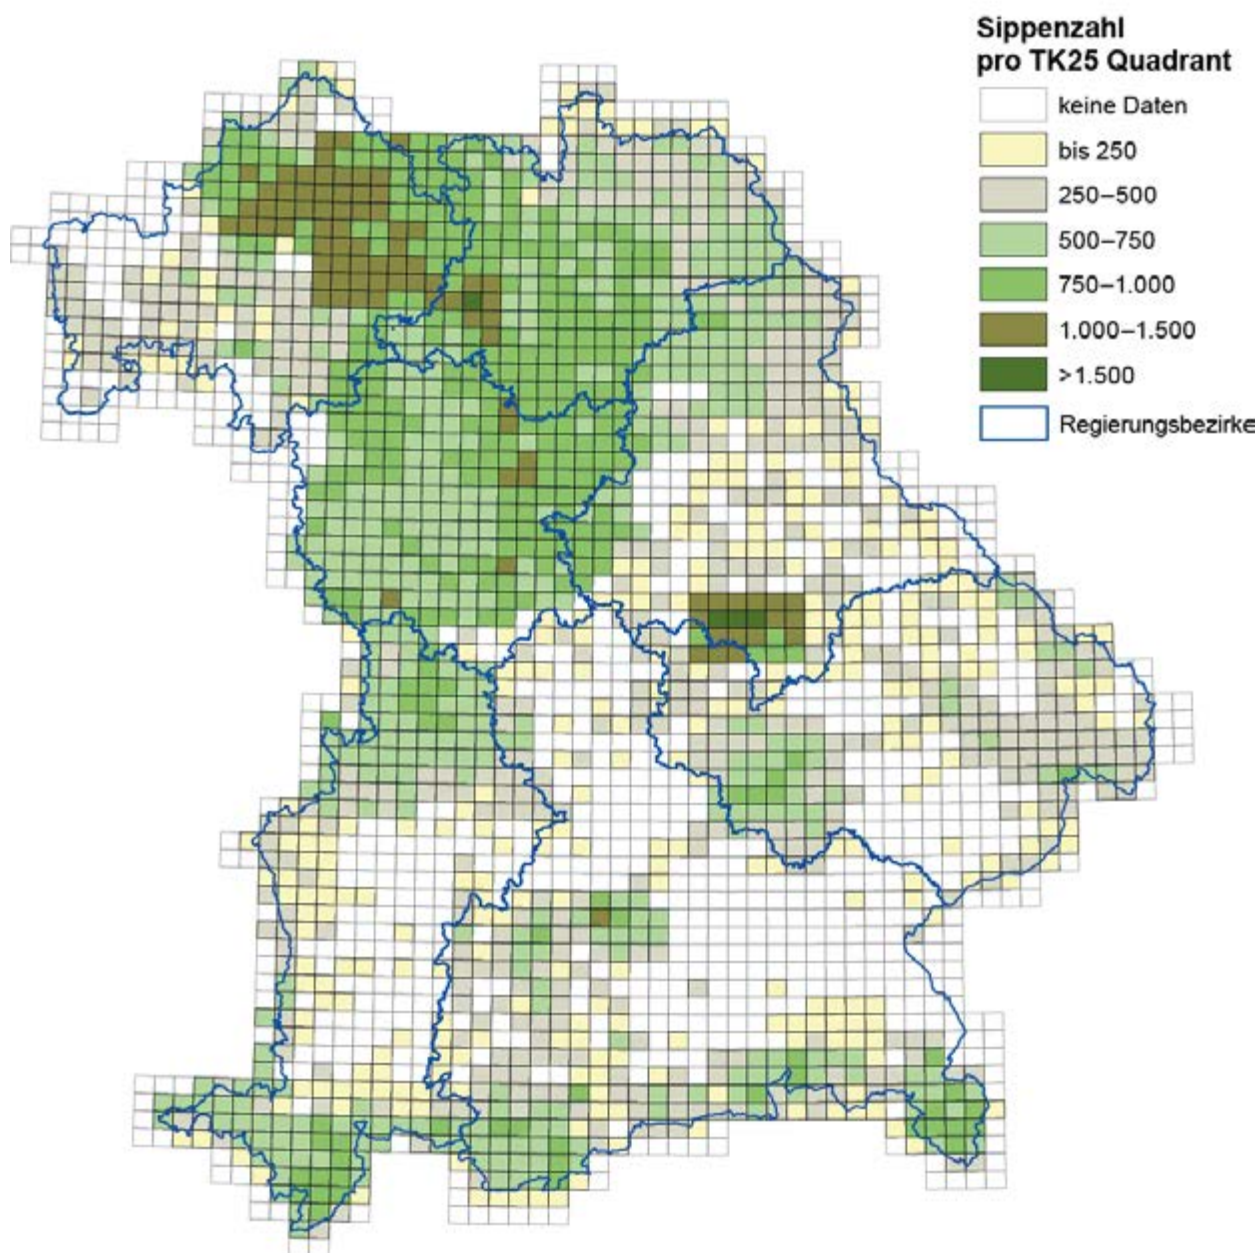 Sippenzahl
pro TK25 Quadrant
keine Daten
bis 250
250–500
500–750
750–1.000
1.000–1.500
>1.500
Regierungsbezirke